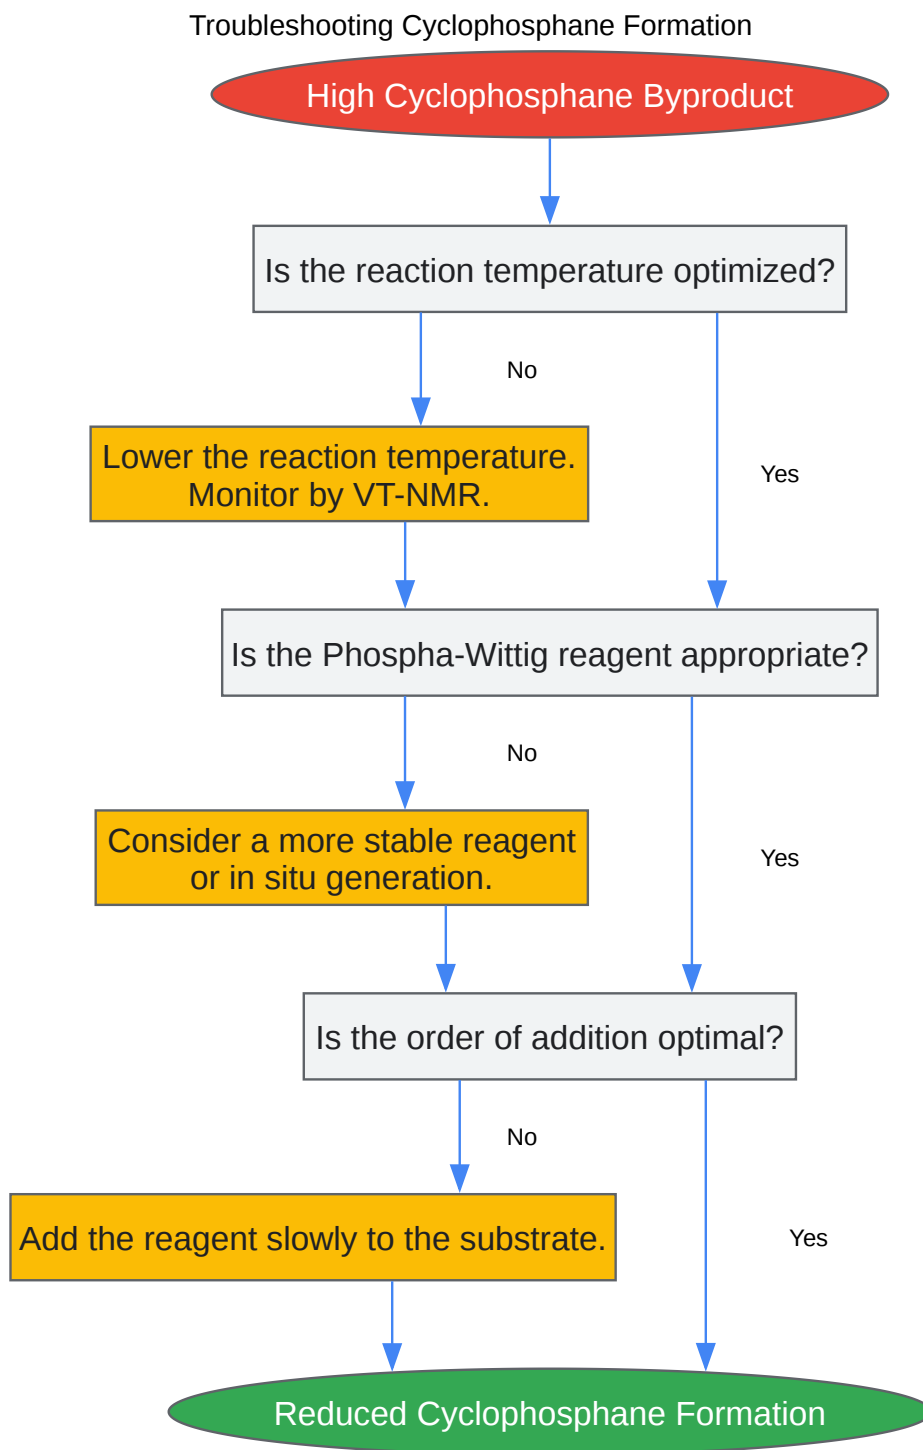 Troubleshooting Cyclophosphane Formation
High Cyclophosphane Byproduct
Is the reaction temperature optimized?
No
Lower the reaction temperature.
Monitor by VT-NMR.
Yes
Is the Phospha-Wittig reagent appropriate?
No
Consider a more stable reagent
or in situ generation.
Yes
Is the order of addition optimal?
No
Add the reagent slowly to the substrate.
Yes
Reduced Cyclophosphane Formation